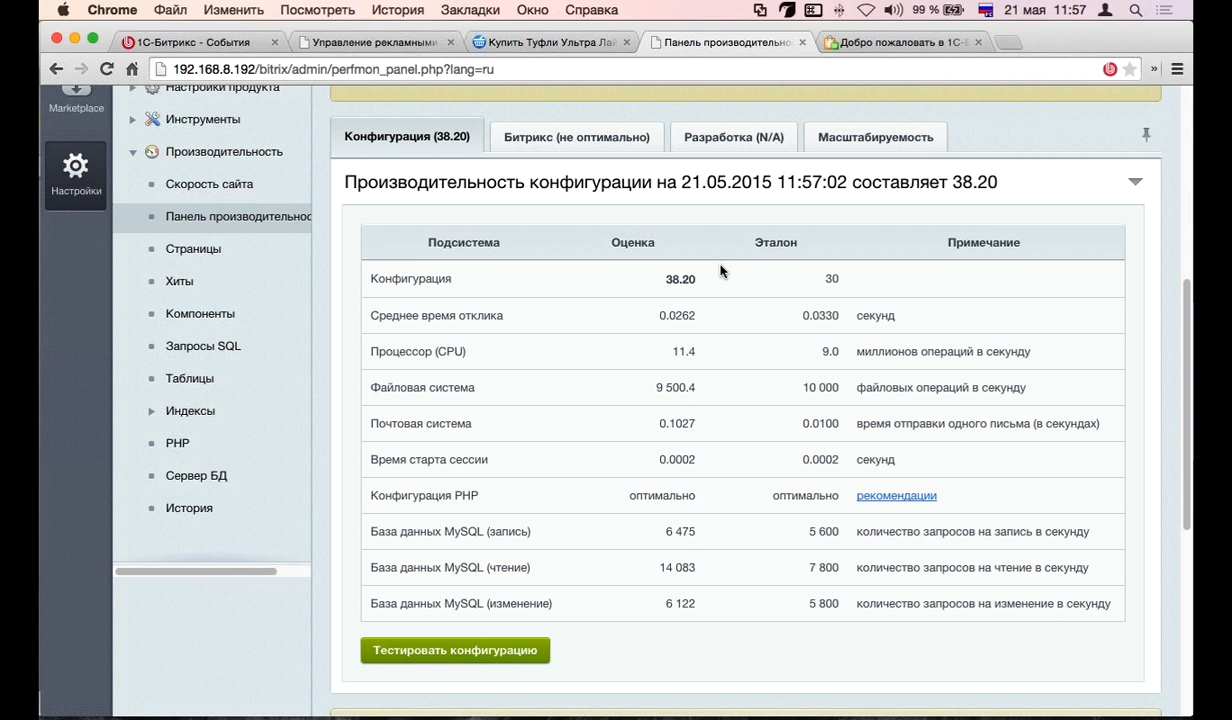 Chrome Файл Изменить Посмотреть История Закладки Окно Справка 99 % 21 мая 11:57
1С-Битрикс - События Управление рекламными Купить Туфли Ультра Ла Панель производительно Добро пожаловать в 1С-Б
192.168.8.192/bitrix/admin/perfmon_panel.php?lang=ru
Marketplace
Настройки
Настройки продукта
Инструменты
Производительность
Скорость сайта
Панель производительнос
Страницы
Хиты
Компоненты
Запросы SQL
Таблицы
Индексы
PHP
Сервер БД
История
Конфигурация (38.20) Битрикс (не оптимально) Разработка (N/A) Масштабируемость
Производительность конфигурации на 21.05.2015 11:57:02 составляет 38.20
Подсистема Оценка Эталон Примечание
Конфигурация 38.20 30
Среднее время отклика 0.0262 0.0330 секунд
Процессор (CPU) 11.4 9.0 миллионов операций в секунду
Файловая система 9 500.4 10 000 файловых операций в секунду
Почтовая система 0.1027 0.0100 время отправки одного письма (в секундах)
Время старта сессии 0.0002 0.0002 секунд
Конфигурация PHP оптимально оптимально рекомендации
База данных MySQL (запись) 6 475 5 600 количество запросов на запись в секунду
База данных MySQL (чтение) 14 083 7 800 количество запросов на чтение в секунду
База данных MySQL (изменение) 6 122 5 800 количество запросов на изменение в секунду
Тестировать конфигурацию